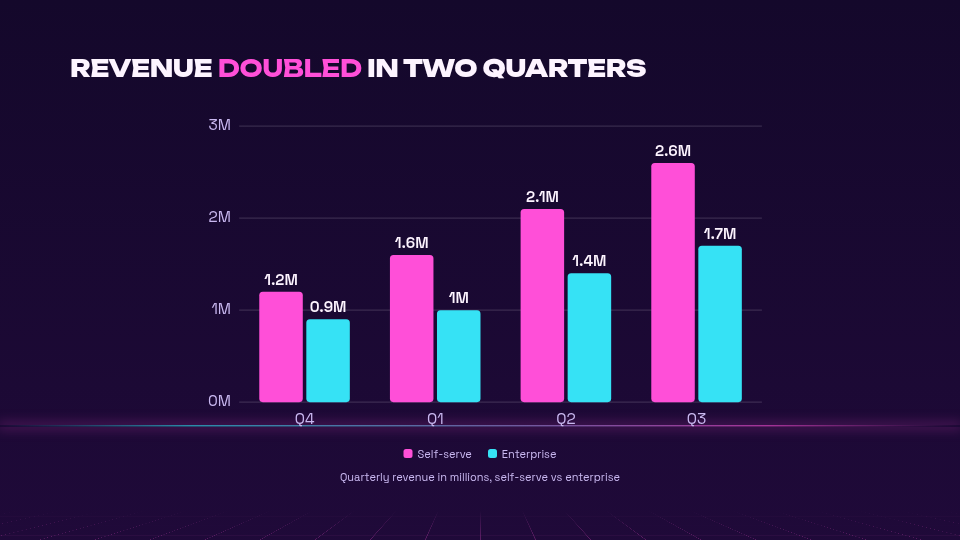 REVENUE DOUBLED IN TWO QUARTERS
3M
2M
1M
0M
1.2M
0.9M
1.6M
1M
2.1M
1.4M
2.6M
1.7M
Q4 Q1 Q2 Q3
Self-serve Enterprise
Quarterly revenue in millions, self-serve vs enterprise